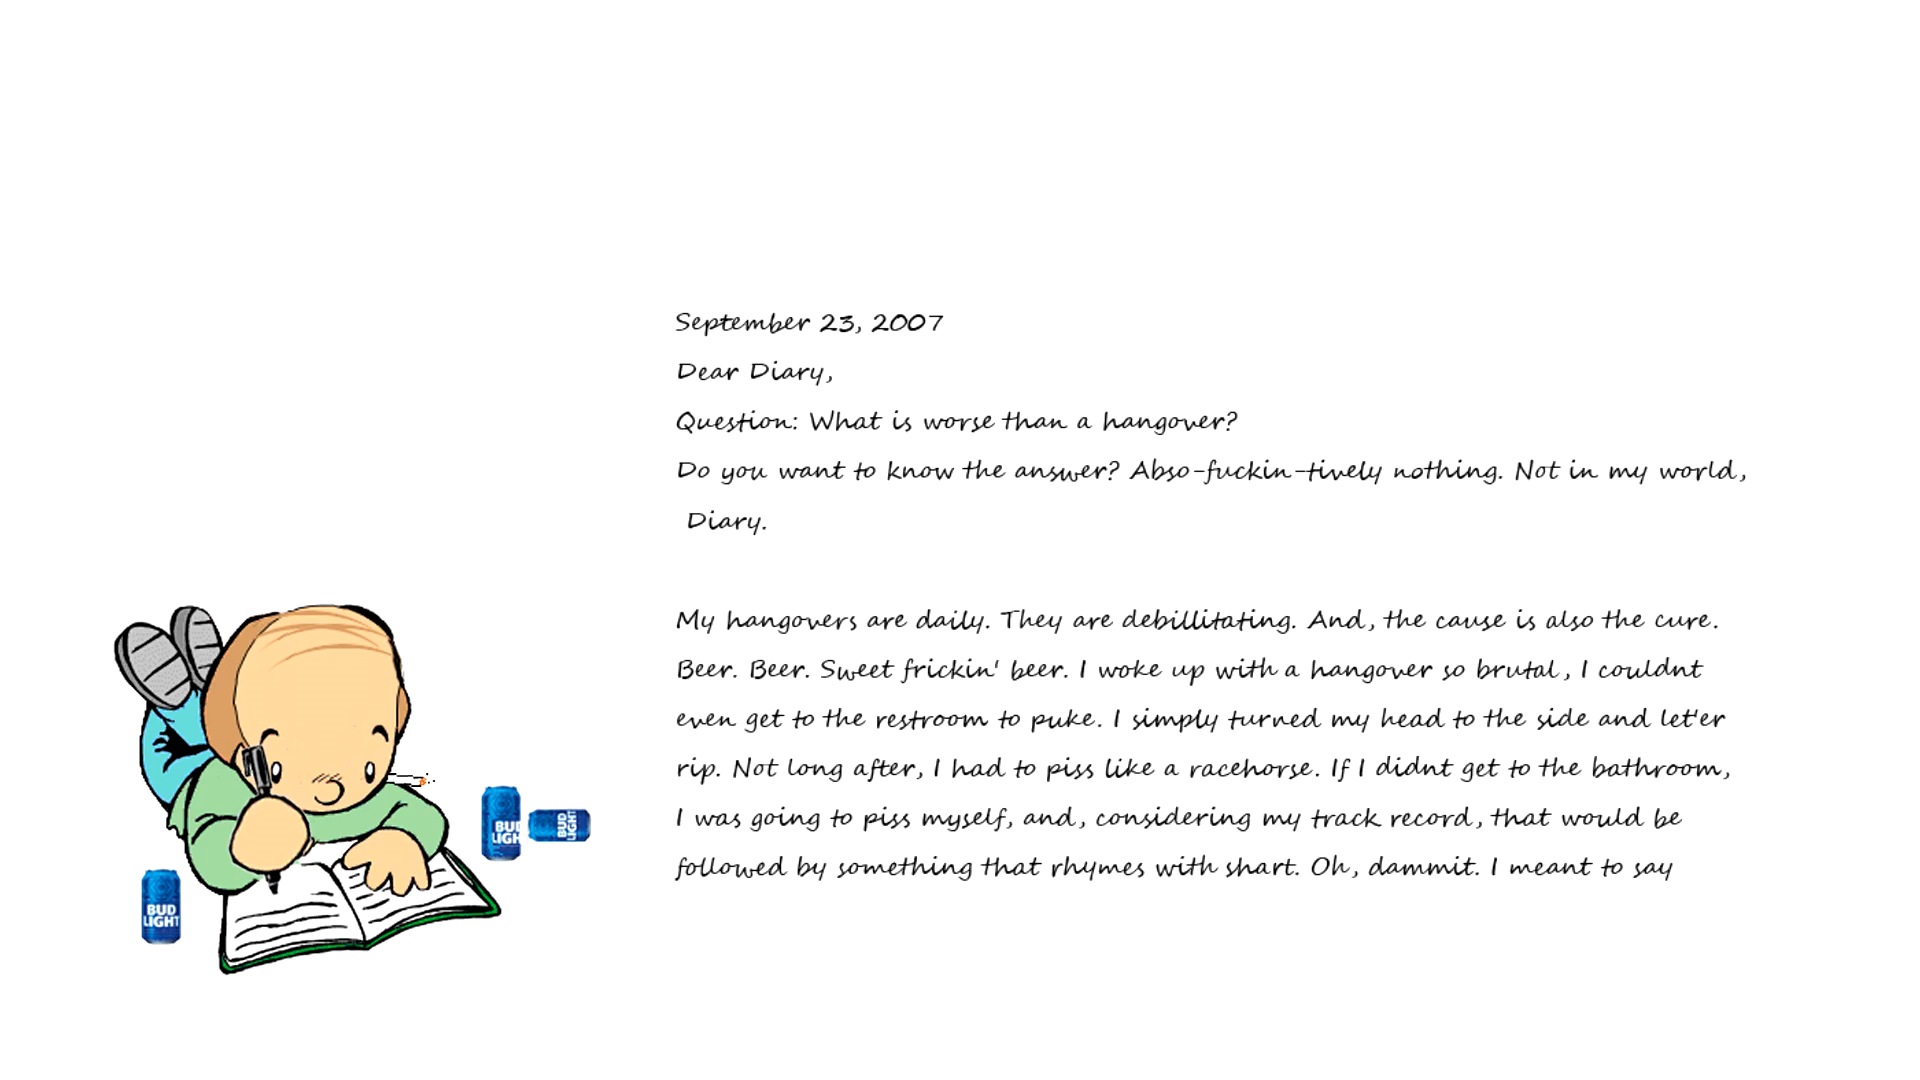 September 23, 2007
Dear Diary,
Question: What is worse than a hangover?
Do you want to know the answer? Abso-fuckin-tively nothing. Not in my world,
Diary.
My hangovers are daily. They are debillitating. And, the cause is also the cure.
Beer. Beer. Sweet frickin' beer. I woke up with a hangover so brutal, I couldnt
even get to the restroom to puke. I simply turned my head to the side and let'er
rip. Not long after, I had to piss like a racehorse. If I didnt get to the bathroom,
I was going to piss myself, and, considering my track record, that would be
followed by something that rhymes with shart. Oh, dammit. I meant to say
BUD
LIGH
BUD
LIGHT
BUD
LIGHT